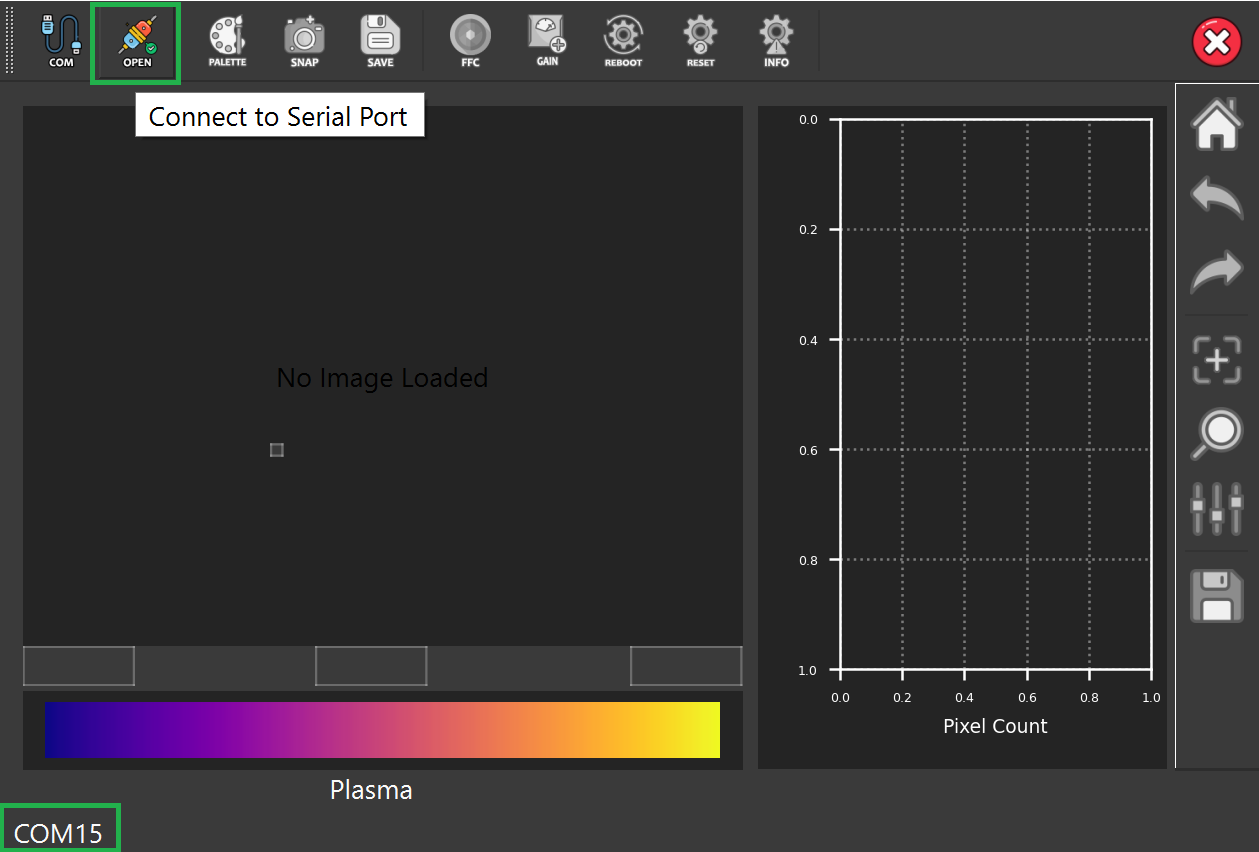 COM
OPEN
PALETTE
SNAP
SAVE
FFC
GAIN
REBOOT
RESET
INFO
Connect to Serial Port
No Image Loaded
0.0
0.2
0.4
0.6
0.8
1.0
0.0 0.2 0.4 0.6 0.8 1.0
Pixel Count
Plasma
COM15